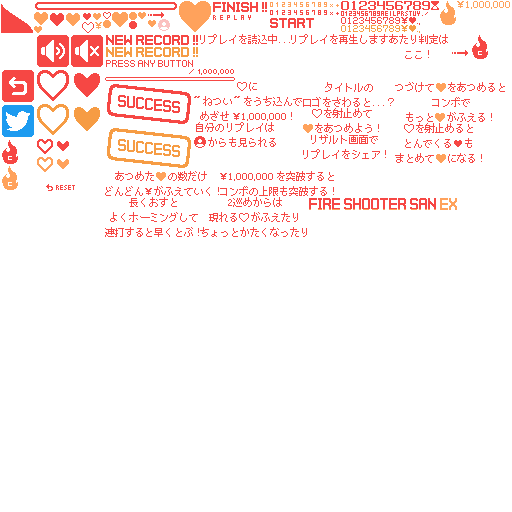 FINISH !!
REPLAY
0123456789
0123456789
0123456789
START
¥1,000,000
NEW RECORD !!
NEW RECORD !!
PRESS ANY BUTTON
リプレイを読込中…
リプレイを再生します
あたり判定は
ここ！
/ 1,000,000
SUCCESS
SUCCESS
♡に
〜ねつい〜をうち込んで
めざせ ¥1,000,000！
自分のリプレイは
からも見られる
タイトルの
ロゴをさわると…？
♡を射止めて
♥をあつめよう！
リザルト画面で
リプレイをシェア！
つづけて♥をあつめると
コンボで
もっと♥がふえる！
♡を射止めると
とんでくる♥も
まとめて♥になる！
RESET
あつめた♥の数だけ
どんどん¥がふえていく！
¥1,000,000 を突破すると
コンボの上限も突破する！
長くおすと
よくホーミングして
連打すると早くとぶ！
2巡めからは
現れる♡がふえたり
ちょっとかたくなったり
FIRE SHOOTER SAN EX